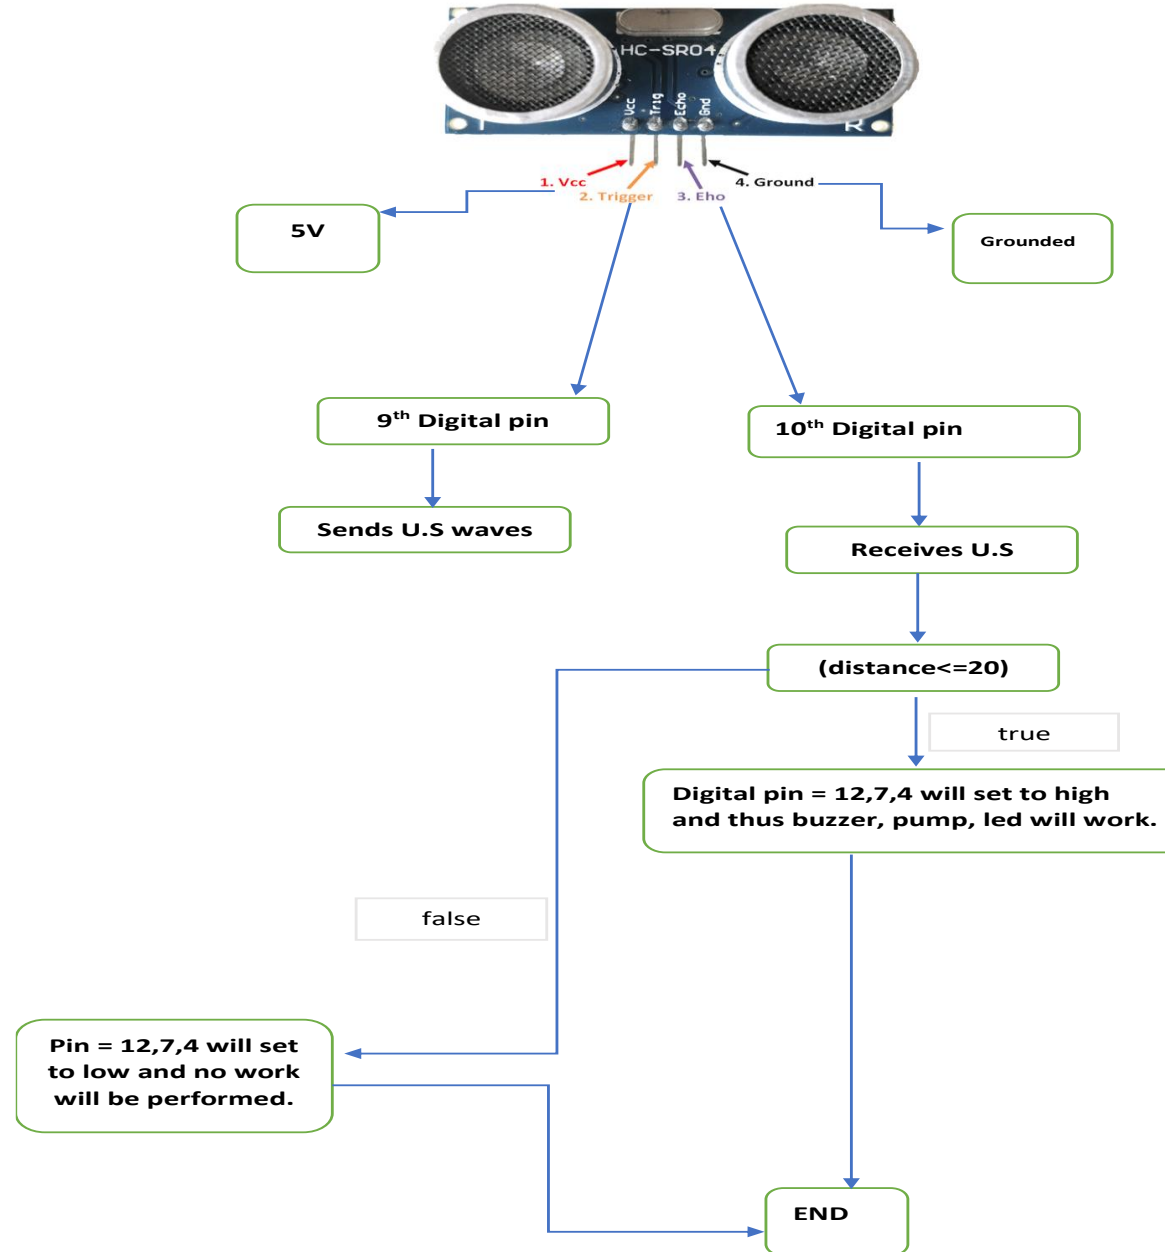 HC-SR04
Vcc
Trig
Echo
Gnd
T
R
1. Vcc
2. Trigger
3. Eho
4. Ground
5V
Grounded
9th Digital pin
10th Digital pin
Sends U.S waves
Receives U.S
(distance<=20)
true
Digital pin = 12,7,4 will set to high
and thus buzzer, pump, led will work.
false
Pin = 12,7,4 will set
to low and no work
will be performed.
END